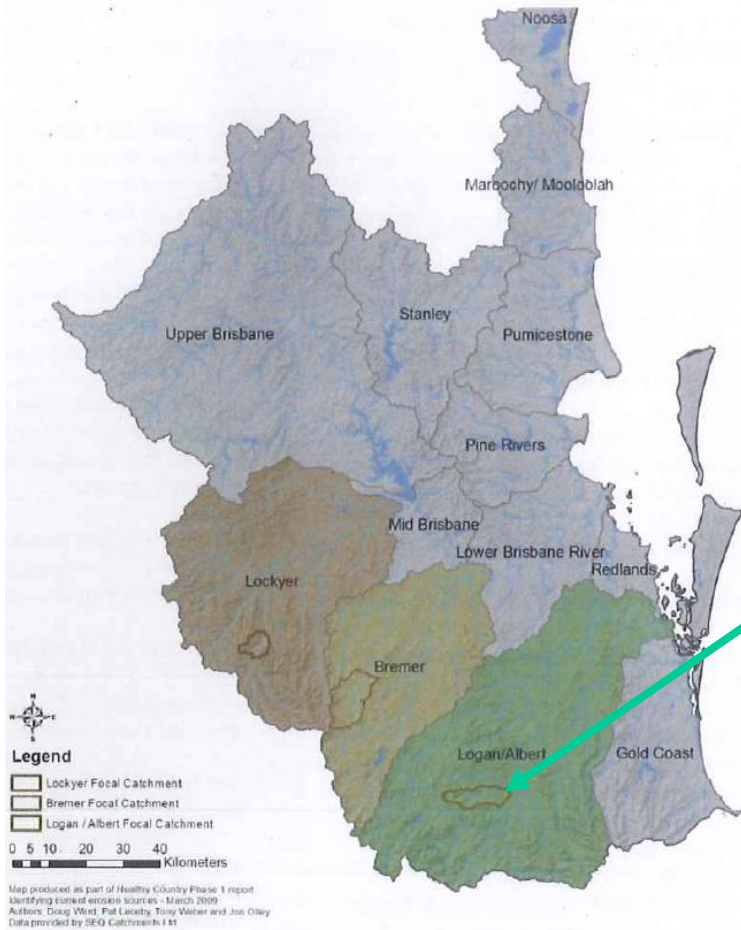 Noosa
Maroochy/ Mooloblah
Stanley
Upper Brisbane
Pumicestone
Pine Rivers
Mid Brisbane
Lower Brisbane River
Redlands
Lockyer
Bremer
Logan/Albert
Gold Coast
N
W E
S
Legend
Lockyer Focal Catchment
Bremer Focal Catchment
Logan / Albert Focal Catchment
0 5 10 20 30 40
Kilometers
Map produced as part of Healthy Country Phase 1 report
Identifying current erosion sources - March 2009
Authors: Doug Ward, Pat Laceby, Tony Weber and Jon Olley
Data provided by SEQ Catchments Ltd